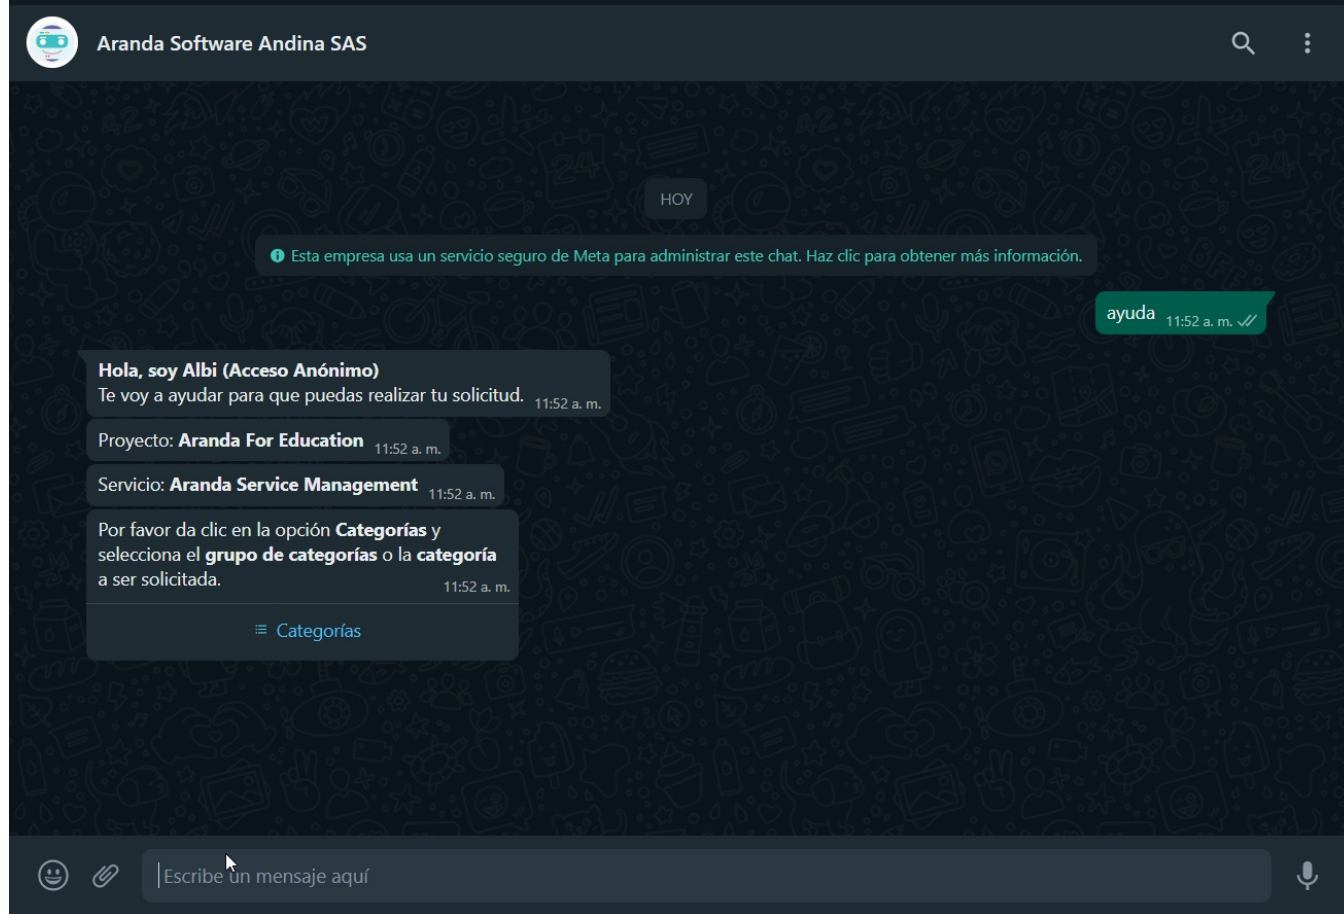 Aranda Software Andina SAS
HOY
Esta empresa usa un servicio seguro de Meta para administrar este chat. Haz clic para obtener más información.
ayuda 11:52 a. m.
Hola, soy Albi (Acceso Anónimo)
Te voy a ayudar para que puedas realizar tu solicitud. 11:52 a. m.
Proyecto: Aranda For Education 11:52 a. m.
Servicio: Aranda Service Management 11:52 a. m.
Por favor da clic en la opción Categorías y
selecciona el grupo de categorías o la categoría
a ser solicitada. 11:52 a. m.
Categorías
Escribe un mensaje aquí